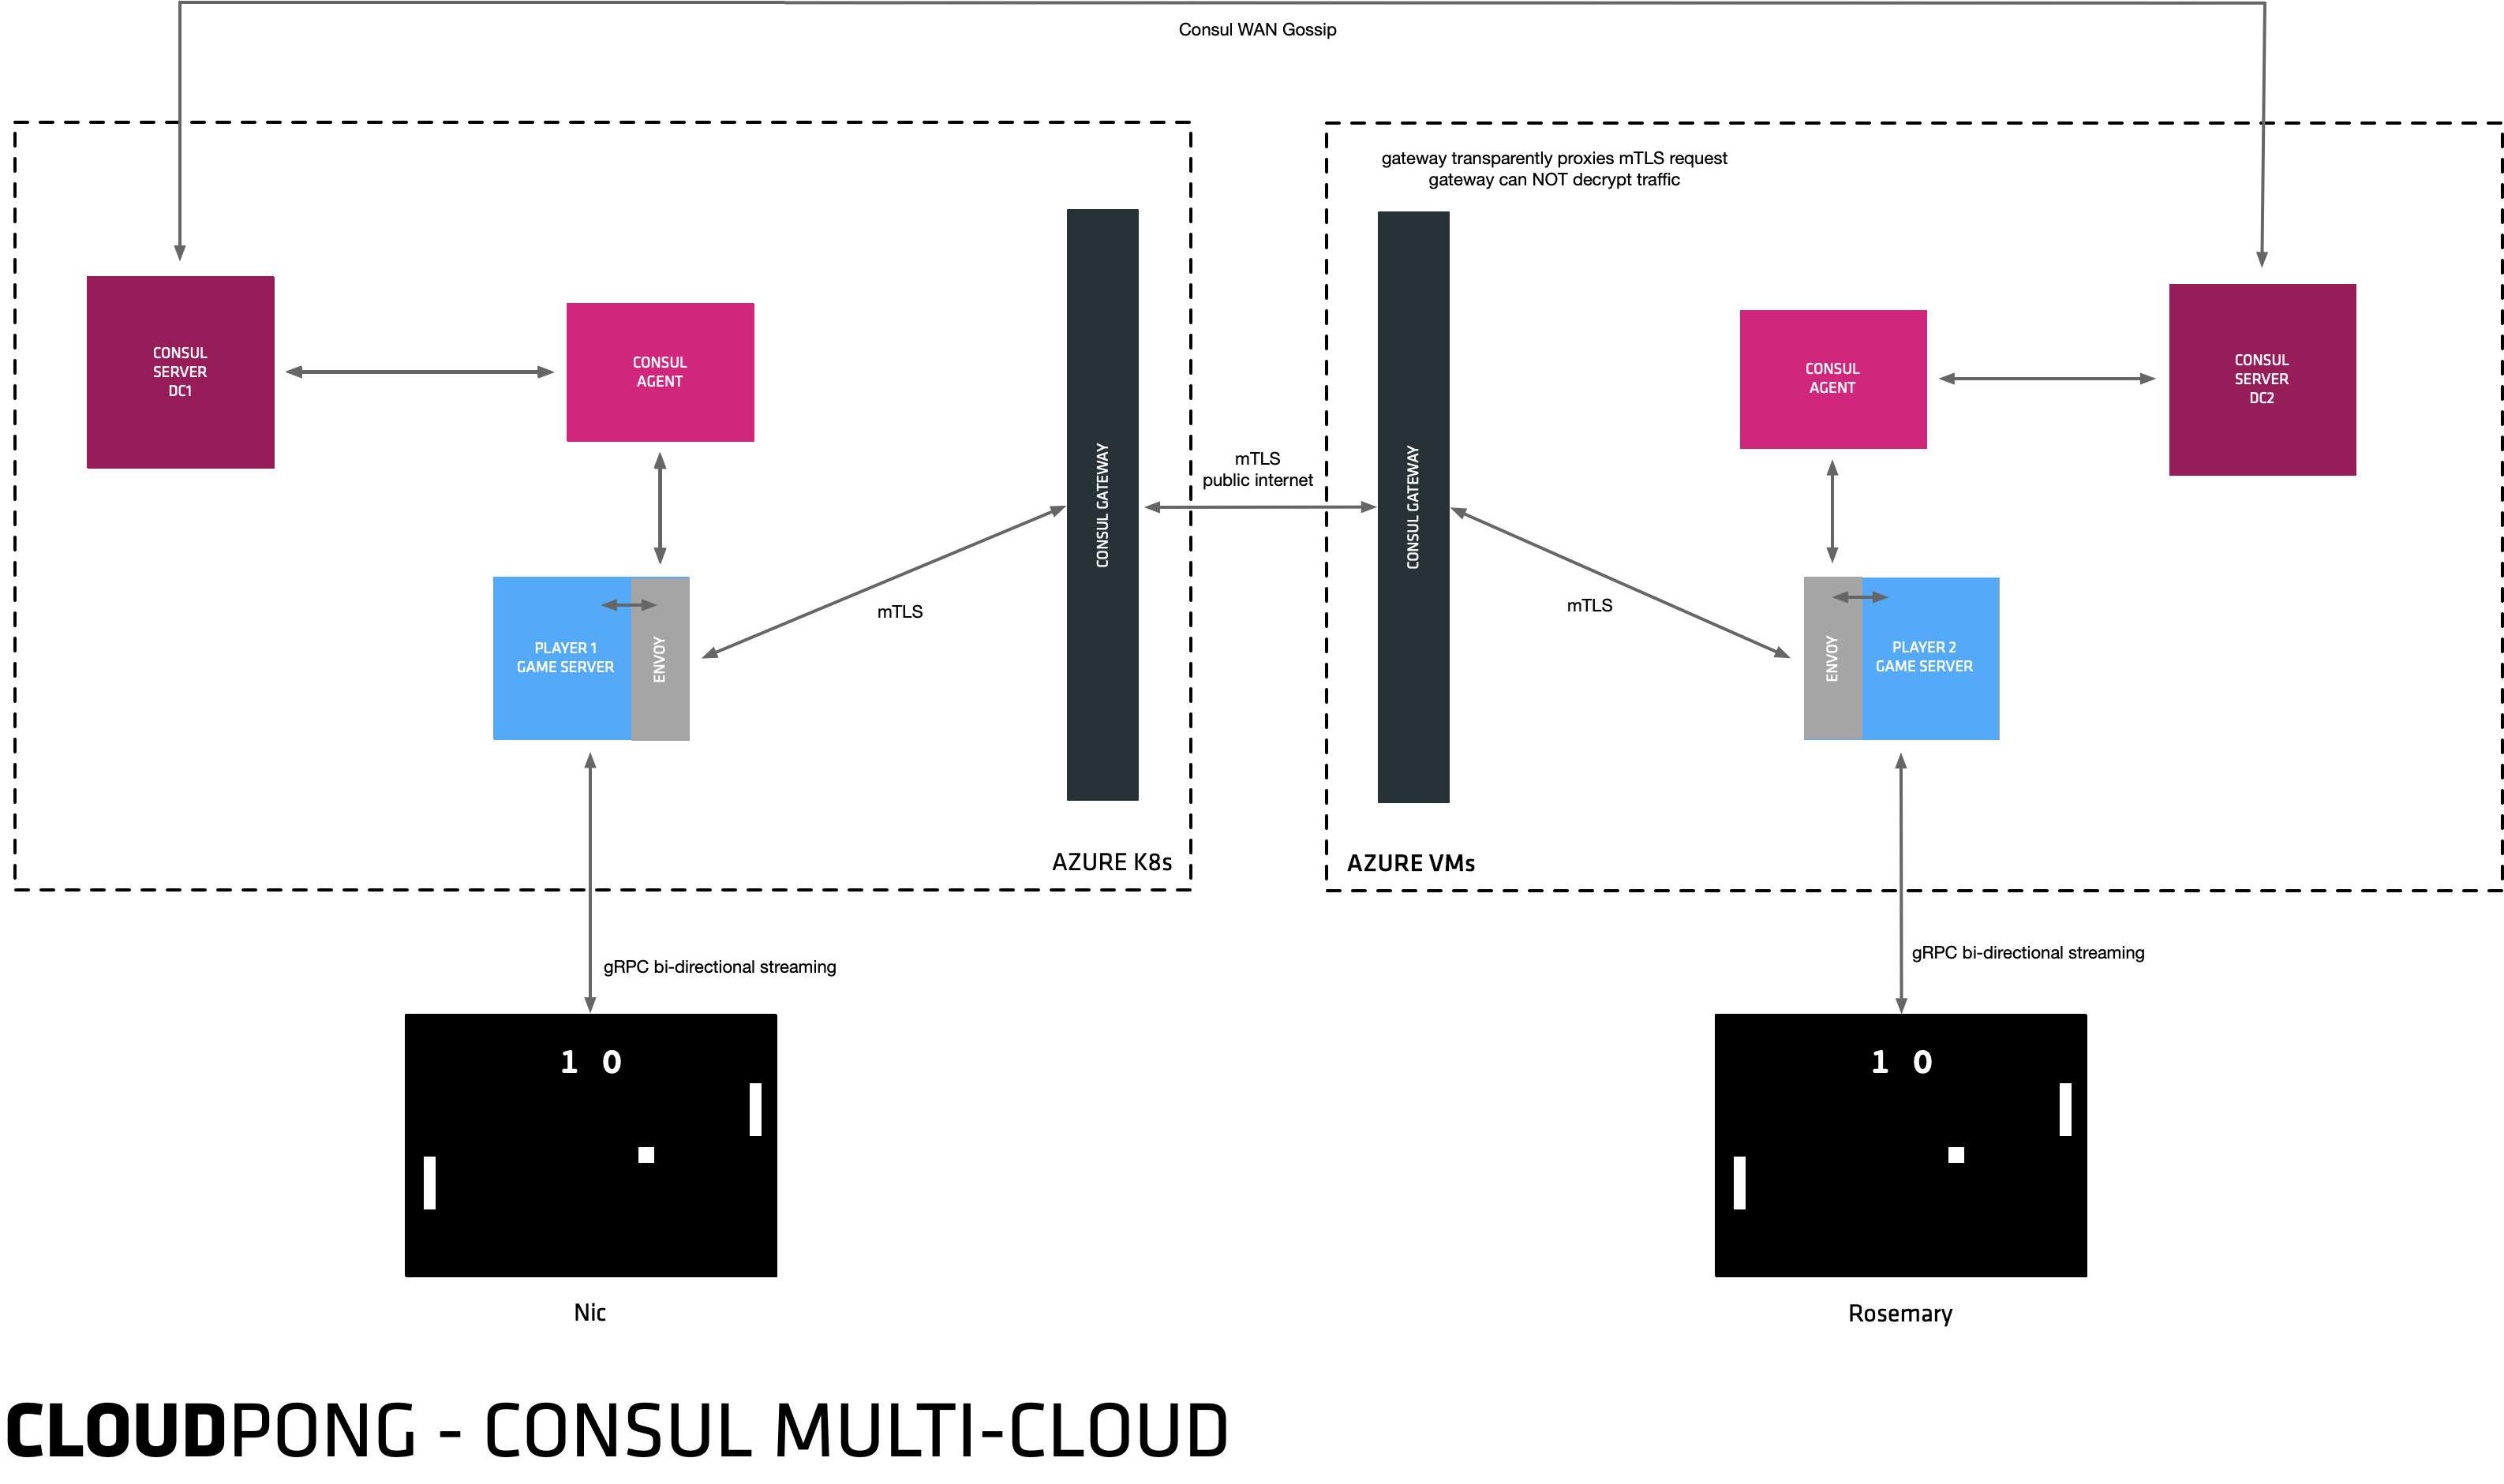 Consul WAN Gossip
gateway transparently proxies mTLS request
gateway can NOT decrypt traffic
CONSUL
SERVER
DC1
CONSUL
AGENT
CONSUL GATEWAY
mTLS
public internet
CONSUL GATEWAY
CONSUL
AGENT
CONSUL
SERVER
DC2
PLAYER 1
GAME SERVER
ENVOY
mTLS
mTLS
ENVOY
PLAYER 2
GAME SERVER
AZURE K8s
AZURE VMs
gRPC bi-directional streaming
gRPC bi-directional streaming
1 0
1 0
Nic
Rosemary
CLOUDPONG - CONSUL MULTI-CLOUD